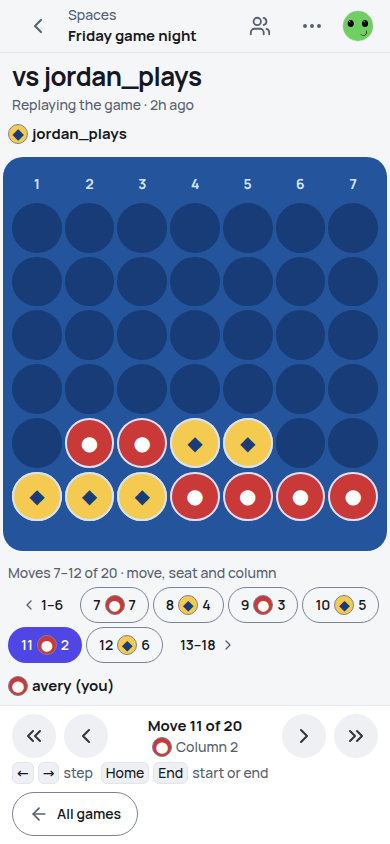 Spaces
Friday game night
vs jordan_plays
Replaying the game · 2h ago
jordan_plays
1 2 3 4 5 6 7
Moves 7–12 of 20 · move, seat and column
1–6 7 7 8 4 9 3 10 5
11 2 12 6 13–18
avery (you)
Move 11 of 20
Column 2
← → step Home End start or end
All games